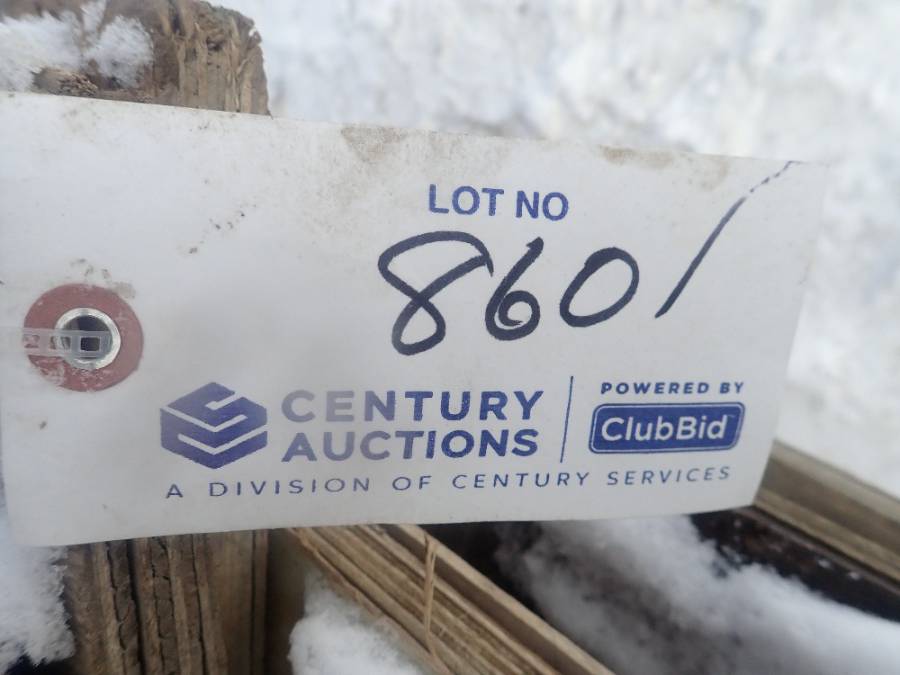 LOT NO
8601
CENTURY
AUCTIONS
A DIVISION OF CENTURY SERVICES
POWERED BY
ClubBid